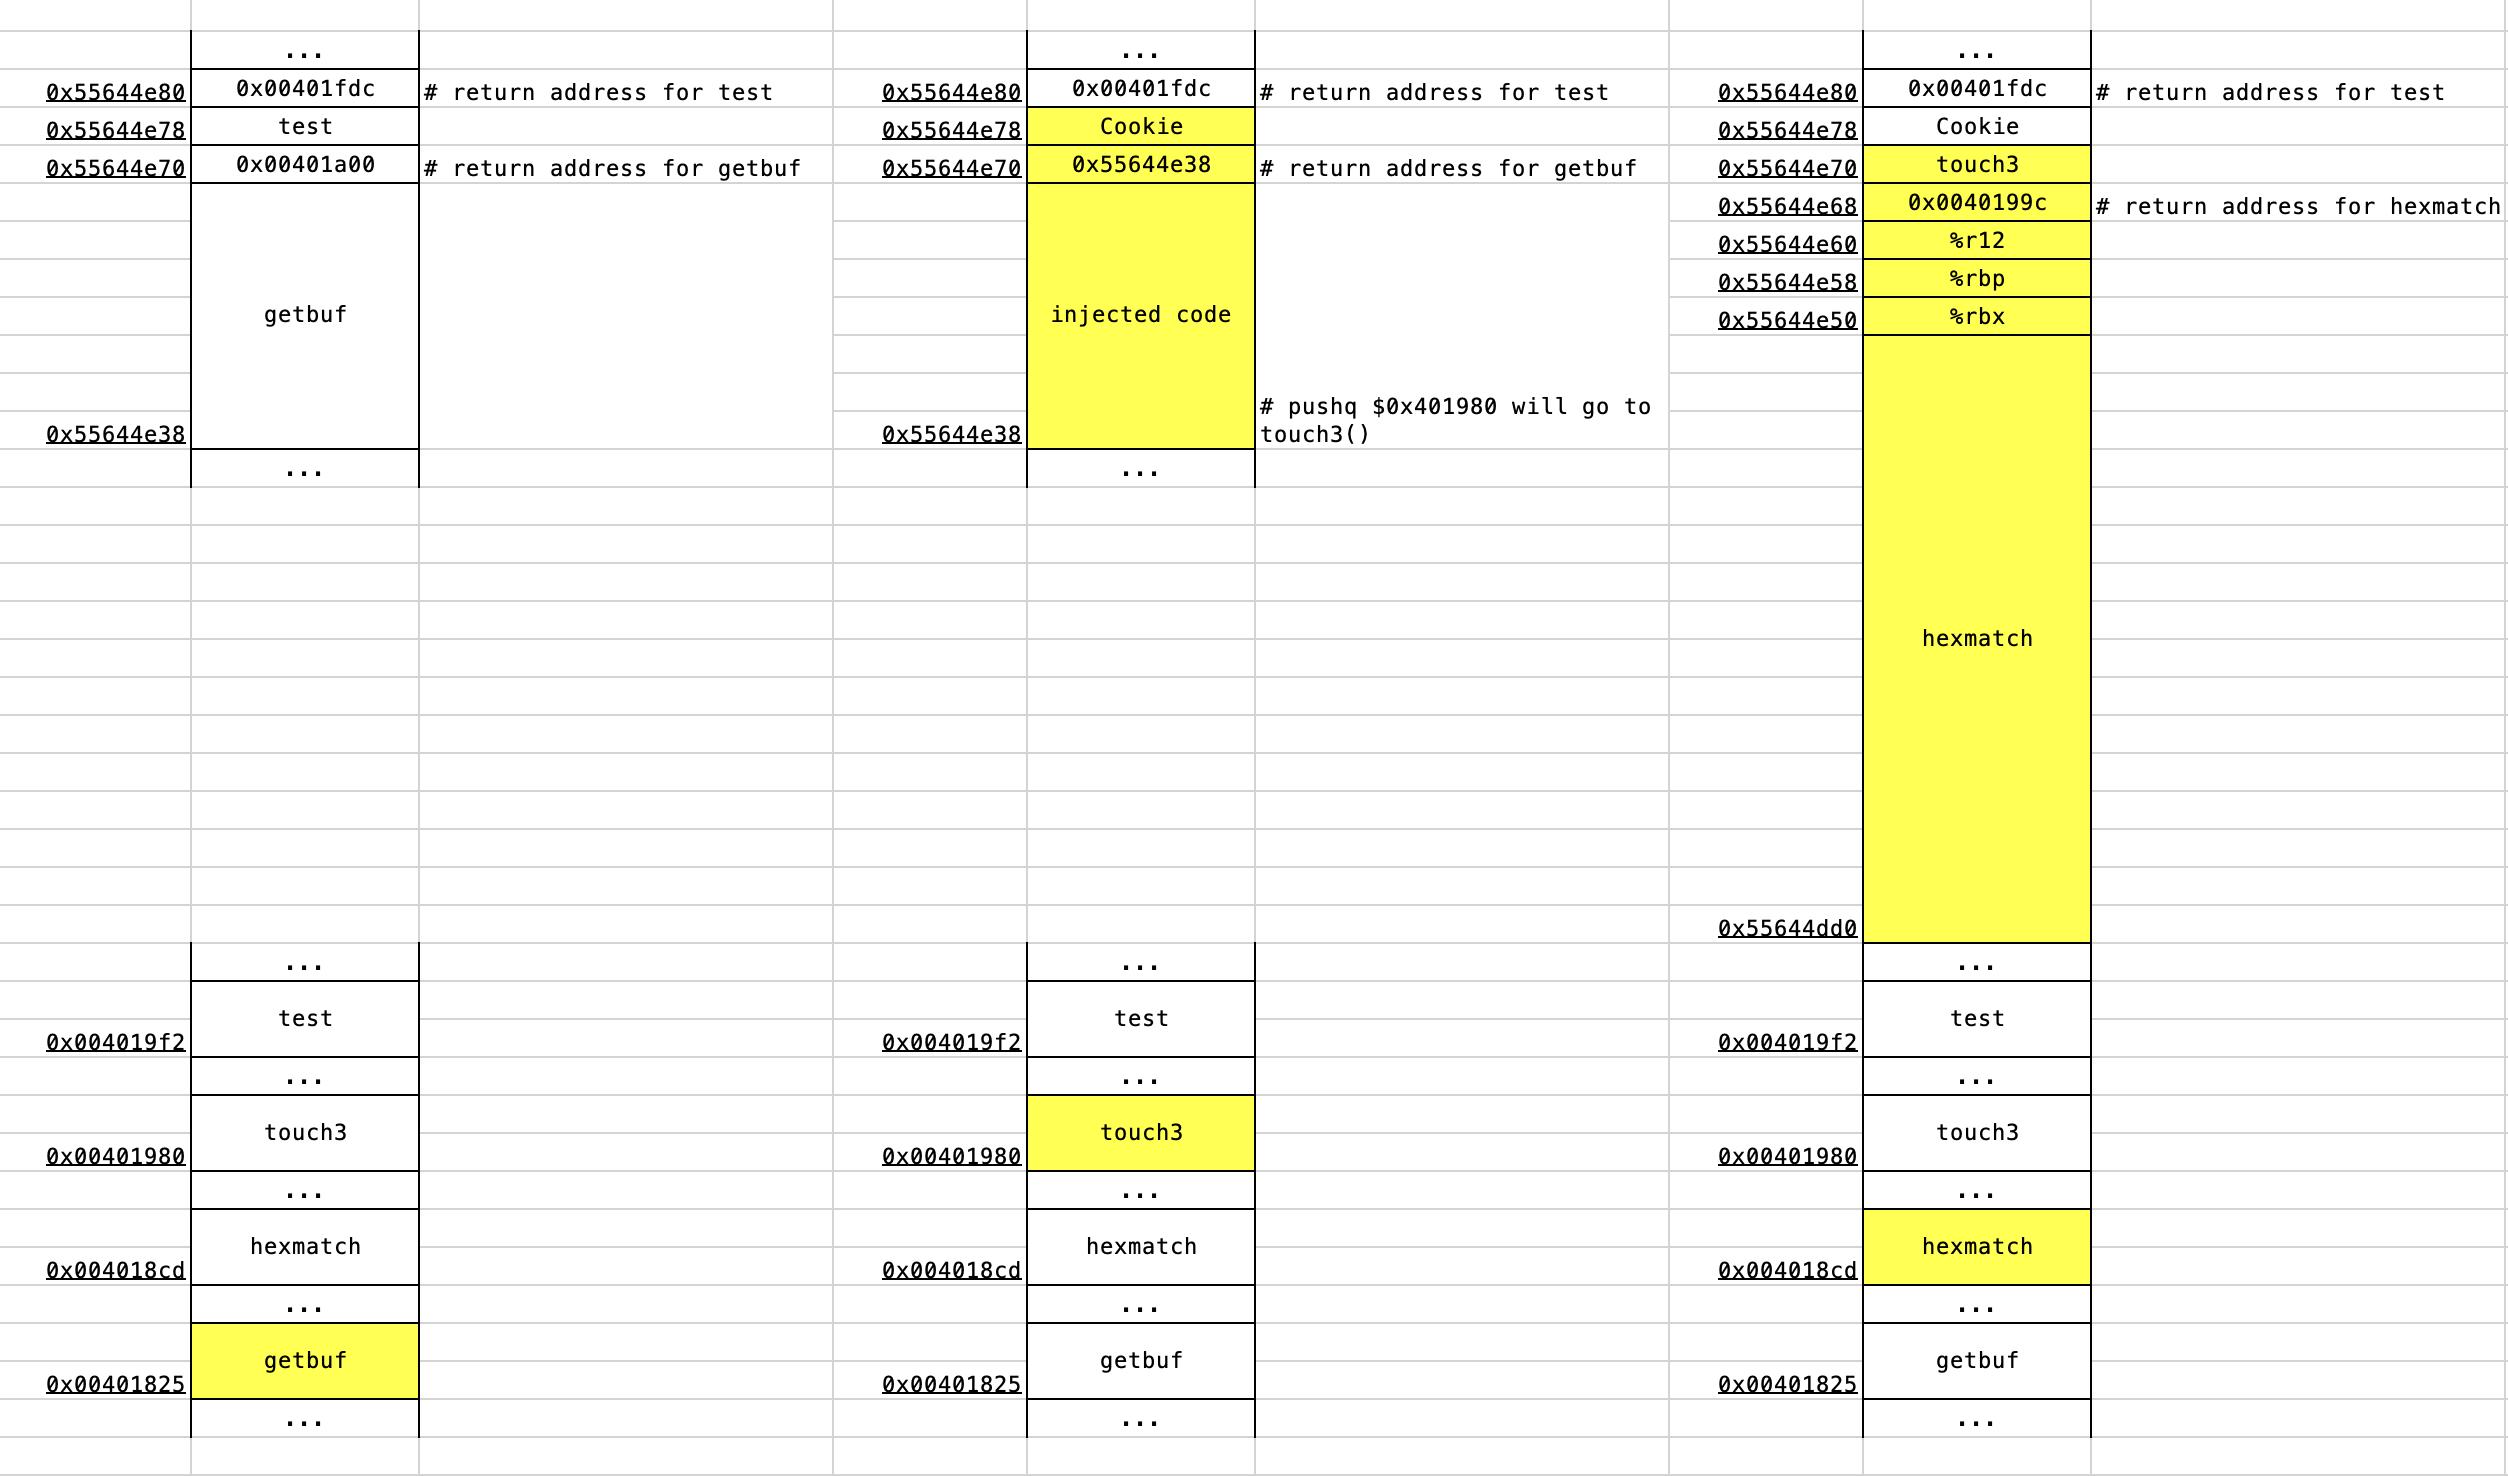 ... ... ...
0x55644e80 0x00401fdc # return address for test 0x55644e80 0x00401fdc # return address for test 0x55644e80 0x00401fdc # return address for test
0x55644e78 test 0x55644e78 Cookie 0x55644e78 Cookie
0x55644e70 0x00401a00 # return address for getbuf 0x55644e70 0x55644e38 # return address for getbuf 0x55644e70 touch3
0x55644e68 0x0040199c # return address for hexmatch
0x55644e60 %r12
0x55644e58 %rbp
getbuf injected code 0x55644e50 %rbx
# pushq $0x401980 will go to
0x55644e38 0x55644e38 touch3()
... ...
hexmatch
0x55644dd0
... ... ...
test test test
0x004019f2 0x004019f2 0x004019f2
... ... ...
touch3 touch3 touch3
0x00401980 0x00401980 0x00401980
... ... ...
hexmatch hexmatch hexmatch
0x004018cd 0x004018cd 0x004018cd
... ... ...
getbuf getbuf getbuf
0x00401825 0x00401825 0x00401825
... ... ...